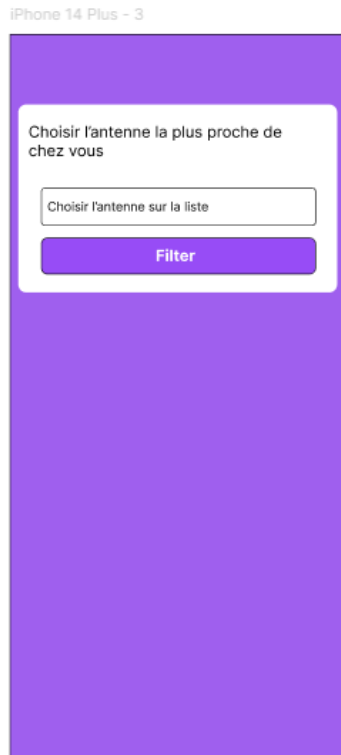 iPhone 14 Plus - 3
Choisir l'antenne la plus proche de
chez vous
Choisir l'antenne sur la liste
Filter